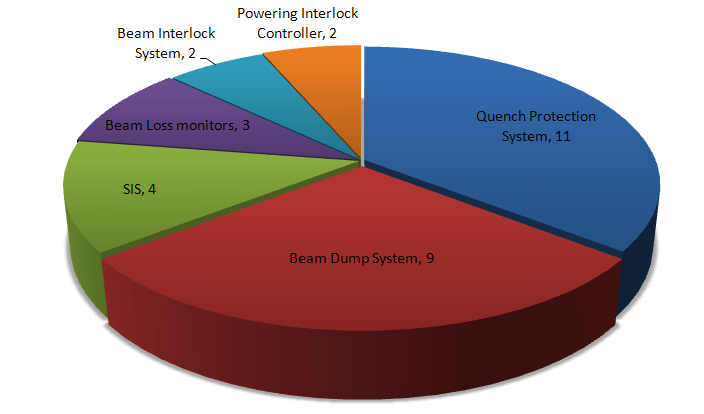 Powering Interlock
Controller, 2
Beam Interlock
System, 2
Quench Protection
System, 11
Beam Loss monitors, 3
SIS, 4
Beam Dump System, 9